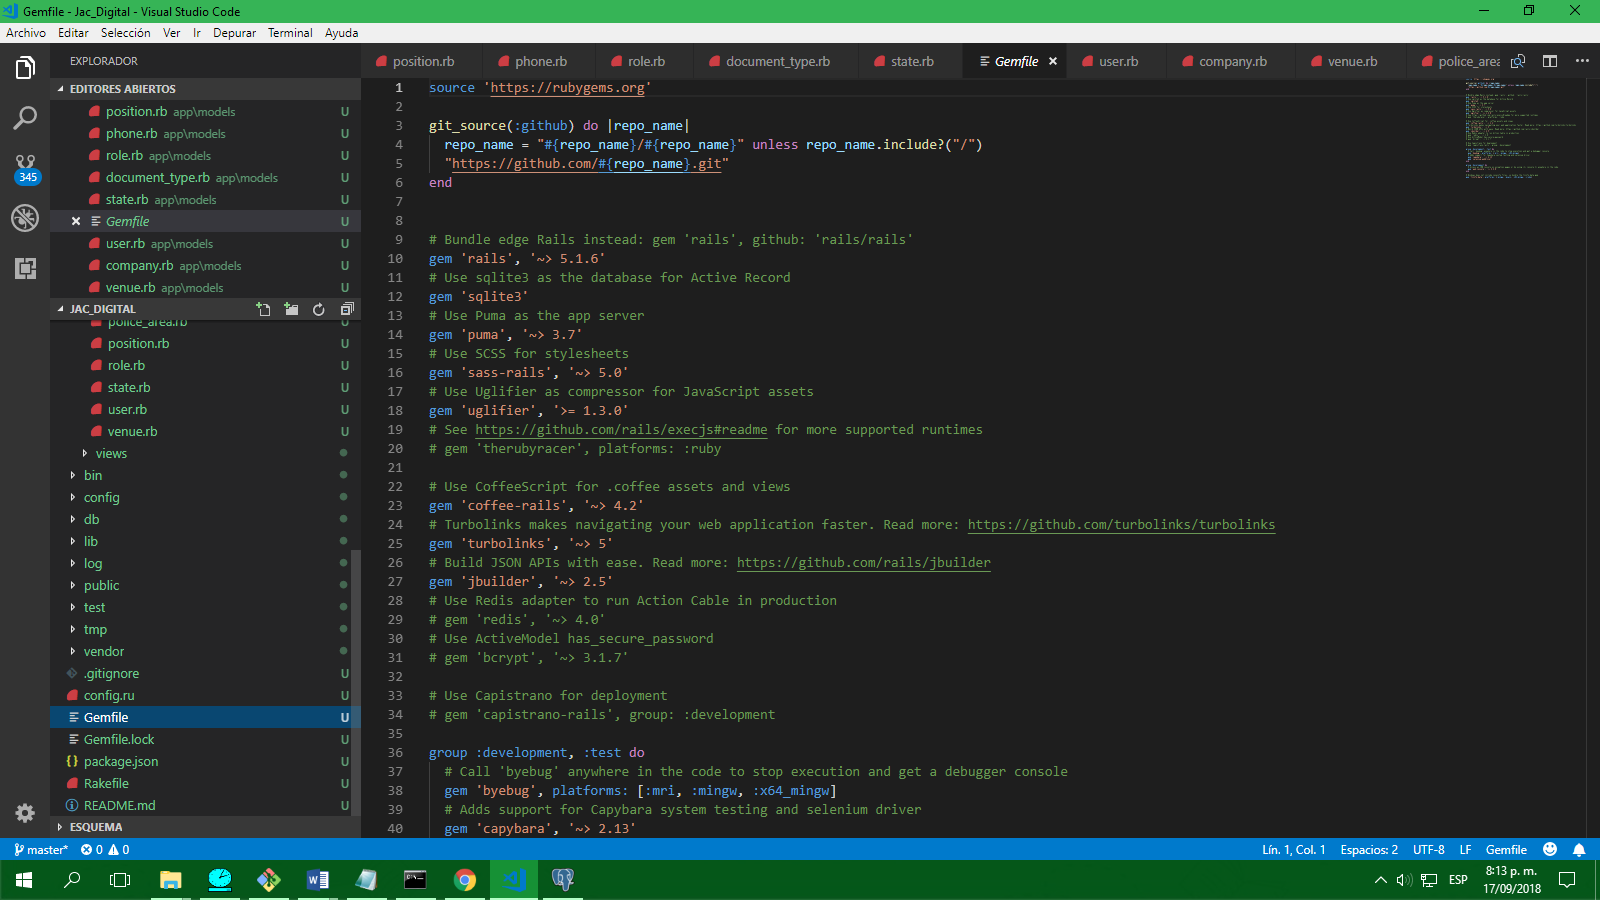 Gemfile - Jac_Digital - Visual Studio Code
Archivo Editar Selección Ver Ir Depurar Terminal Ayuda
EXPLORADOR
EDITORES ABIERTOS
position.rb app\models U
phone.rb app\models U
role.rb app\models U
document_type.rb app\models U
state.rb app\models U
Gemfile U
user.rb app\models U
company.rb app\models U
venue.rb app\models U
345
JAC_DIGITAL
police_area.rb U
position.rb U
role.rb U
state.rb U
user.rb U
venue.rb U
views
bin
config
db
lib
log
public
test
tmp
vendor
.gitignore U
config.ru U
Gemfile U
Gemfile.lock U
package.json U
Rakefile U
README.md U
ESQUEMA
position.rb phone.rb role.rb document_type.rb state.rb Gemfile user.rb company.rb venue.rb police_area
1 source 'https://rubygems.org'
2
3 git_source(:github) do |repo_name|
4 repo_name = "#{repo_name}/#{repo_name}" unless repo_name.include?("/")
5 "https://github.com/#{repo_name}.git"
6 end
7
8
9 # Bundle edge Rails instead: gem 'rails', github: 'rails/rails'
10 gem 'rails', '~> 5.1.6'
11 # Use sqlite3 as the database for Active Record
12 gem 'sqlite3'
13 # Use Puma as the app server
14 gem 'puma', '~> 3.7'
15 # Use SCSS for stylesheets
16 gem 'sass-rails', '~> 5.0'
17 # Use Uglifier as compressor for JavaScript assets
18 gem 'uglifier', '>= 1.3.0'
19 # See https://github.com/rails/execjs#readme for more supported runtimes
20 # gem 'therubyracer', platforms: :ruby
21
22 # Use CoffeeScript for .coffee assets and views
23 gem 'coffee-rails', '~> 4.2'
24 # Turbolinks makes navigating your web application faster. Read more: https://github.com/turbolinks/turbolinks
25 gem 'turbolinks', '~> 5'
26 # Build JSON APIs with ease. Read more: https://github.com/rails/jbuilder
27 gem 'jbuilder', '~> 2.5'
28 # Use Redis adapter to run Action Cable in production
29 # gem 'redis', '~> 4.0'
30 # Use ActiveModel has_secure_password
31 # gem 'bcrypt', '~> 3.1.7'
32
33 # Use Capistrano for deployment
34 # gem 'capistrano-rails', group: :development
35
36 group :development, :test do
37 # Call 'byebug' anywhere in the code to stop execution and get a debugger console
38 gem 'byebug', platforms: [:mri, :mingw, :x64_mingw]
39 # Adds support for Capybara system testing and selenium driver
40 gem 'capybara', '~> 2.13'
master* 0 0 Lín. 1, Col. 1 Espacios: 2 UTF-8 LF Gemfile
ESP 8:13 p. m.
17/09/2018